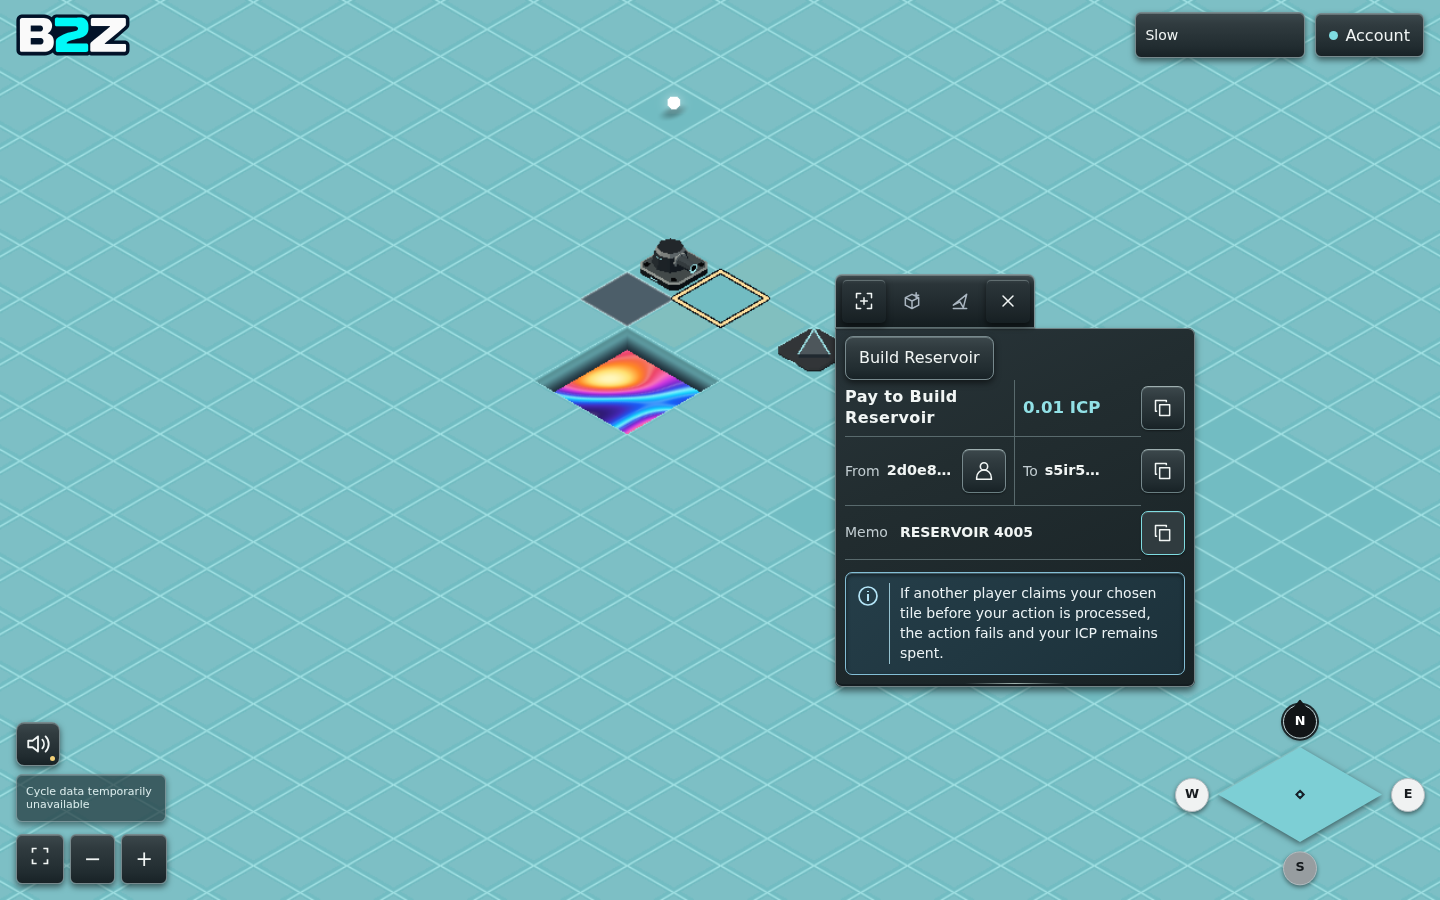 B2Z
Slow
Account
Build Reservoir
Pay to Build
Reservoir
0.01 ICP
From 2d0e8...
To s5ir5...
Memo RESERVOIR 4005
If another player claims your chosen
tile before your action is processed,
the action fails and your ICP remains
spent.
N
W
E
S
Cycle data temporarily
unavailable